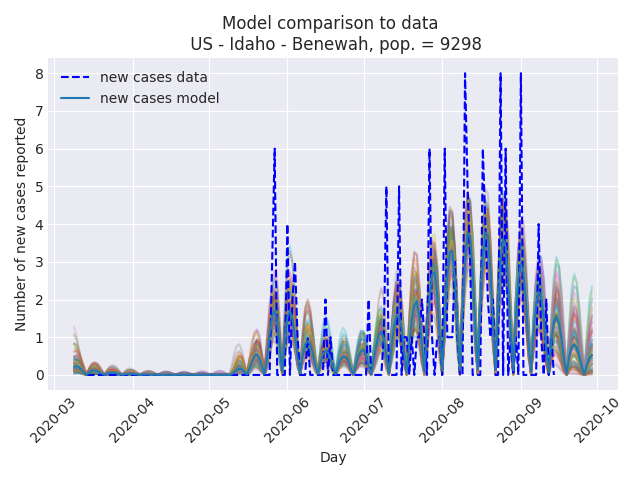 Model comparison to data
US - Idaho - Benewah, pop. = 9298
new cases data
new cases model
Number of new cases reported
8
7
6
5
4
3
2
1
0
2020-03
2020-04
2020-05
2020-06
2020-07
2020-08
2020-09
2020-10
Day